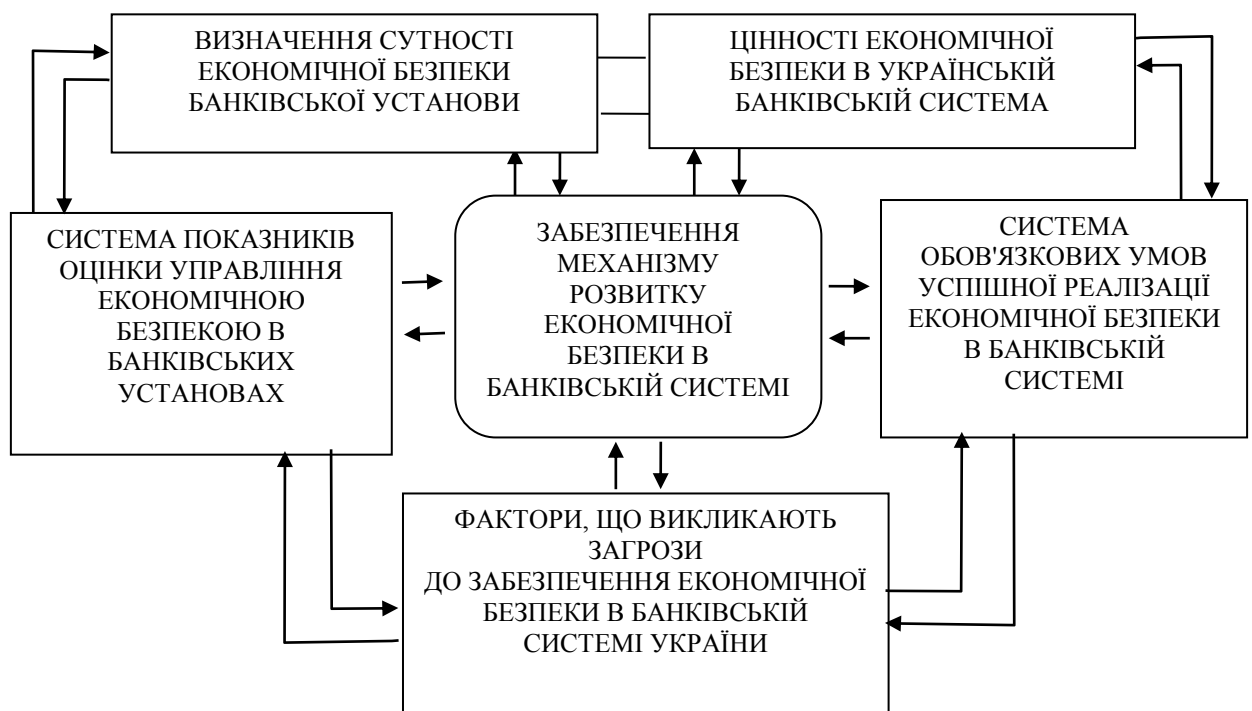 ВИЗНАЧЕННЯ СУТНОСТІ
ЕКОНОМІЧНОЇ БЕЗПЕКИ
БАНКІВСЬКОЇ УСТАНОВИ
ЦІННОСТІ ЕКОНОМІЧНОЇ
БЕЗПЕКИ В УКРАЇНСЬКІЙ
БАНКІВСЬКІЙ СИСТЕМА
СИСТЕМА ПОКАЗНИКІВ
ОЦІНКИ УПРАВЛІННЯ
ЕКОНОМІЧНОЮ
БЕЗПЕКОЮ В
БАНКІВСЬКИХ
УСТАНОВАХ
ЗАБЕЗПЕЧЕННЯ
МЕХАНІЗМУ
РОЗВИТКУ
ЕКОНОМІЧНОЇ
БЕЗПЕКИ В
БАНКІВСЬКІЙ СИСТЕМІ
СИСТЕМА
ОБОВ'ЯЗКОВИХ УМОВ
УСПІШНОЇ РЕАЛІЗАЦІЇ
ЕКОНОМІЧНОЇ БЕЗПЕКИ
В БАНКІВСЬКІЙ
СИСТЕМІ
ФАКТОРИ, ЩО ВИКЛИКАЮТЬ
ЗАГРОЗИ
ДО ЗАБЕЗПЕЧЕННЯ ЕКОНОМІЧНОЇ
БЕЗПЕКИ В БАНКІВСЬКІЙ
СИСТЕМІ УКРАЇНИ